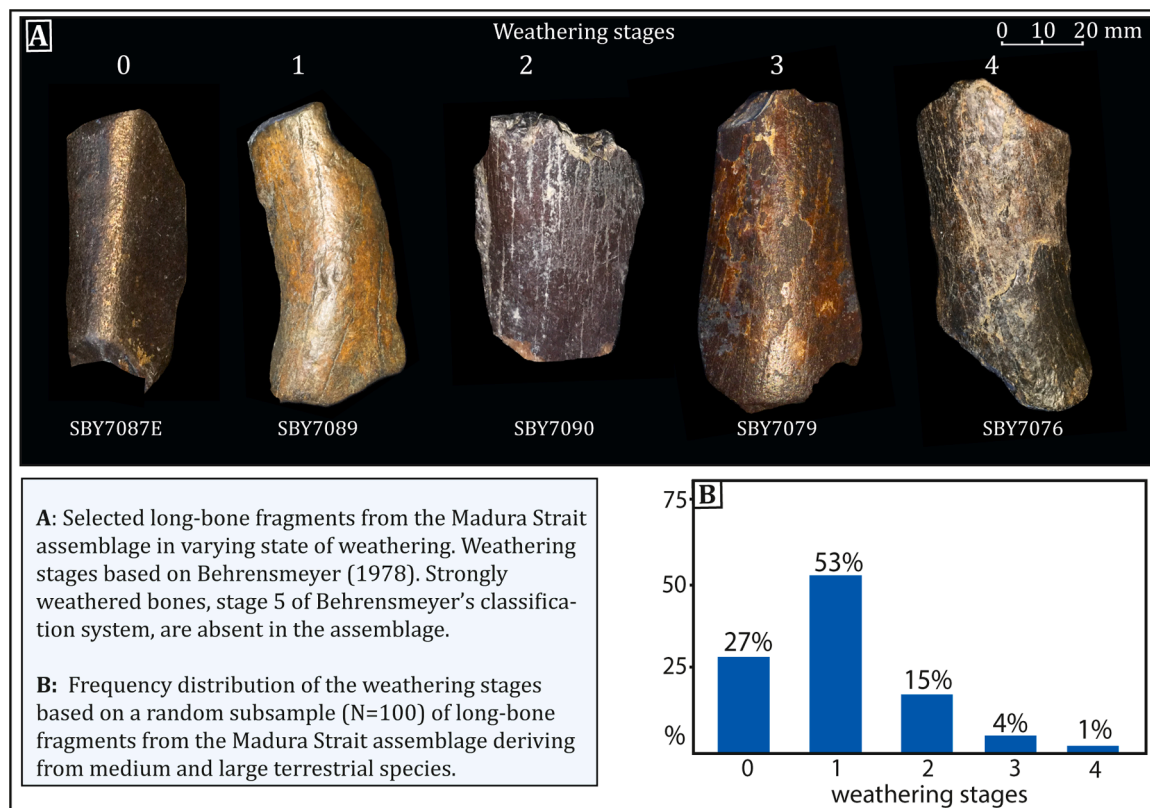 A
Weathering stages
0 10 20 mm
0 1 2 3 4
SBY7087E SBY7089 SBY7090 SBY7079 SBY7076
A: Selected long-bone fragments from the Madura Strait
assemblage in varying state of weathering. Weathering
stages based on Behrensmeyer (1978). Strongly
weathered bones, stage 5 of Behrensmeyer's classifica-
tion system, are absent in the assemblage.
B: Frequency distribution of the weathering stages
based on a random subsample (N=100) of long-bone
fragments from the Madura Strait assemblage deriving
from medium and large terrestrial species.
B
75
50
25
%
27%
53%
15%
4%
1%
0 1 2 3 4
weathering stages